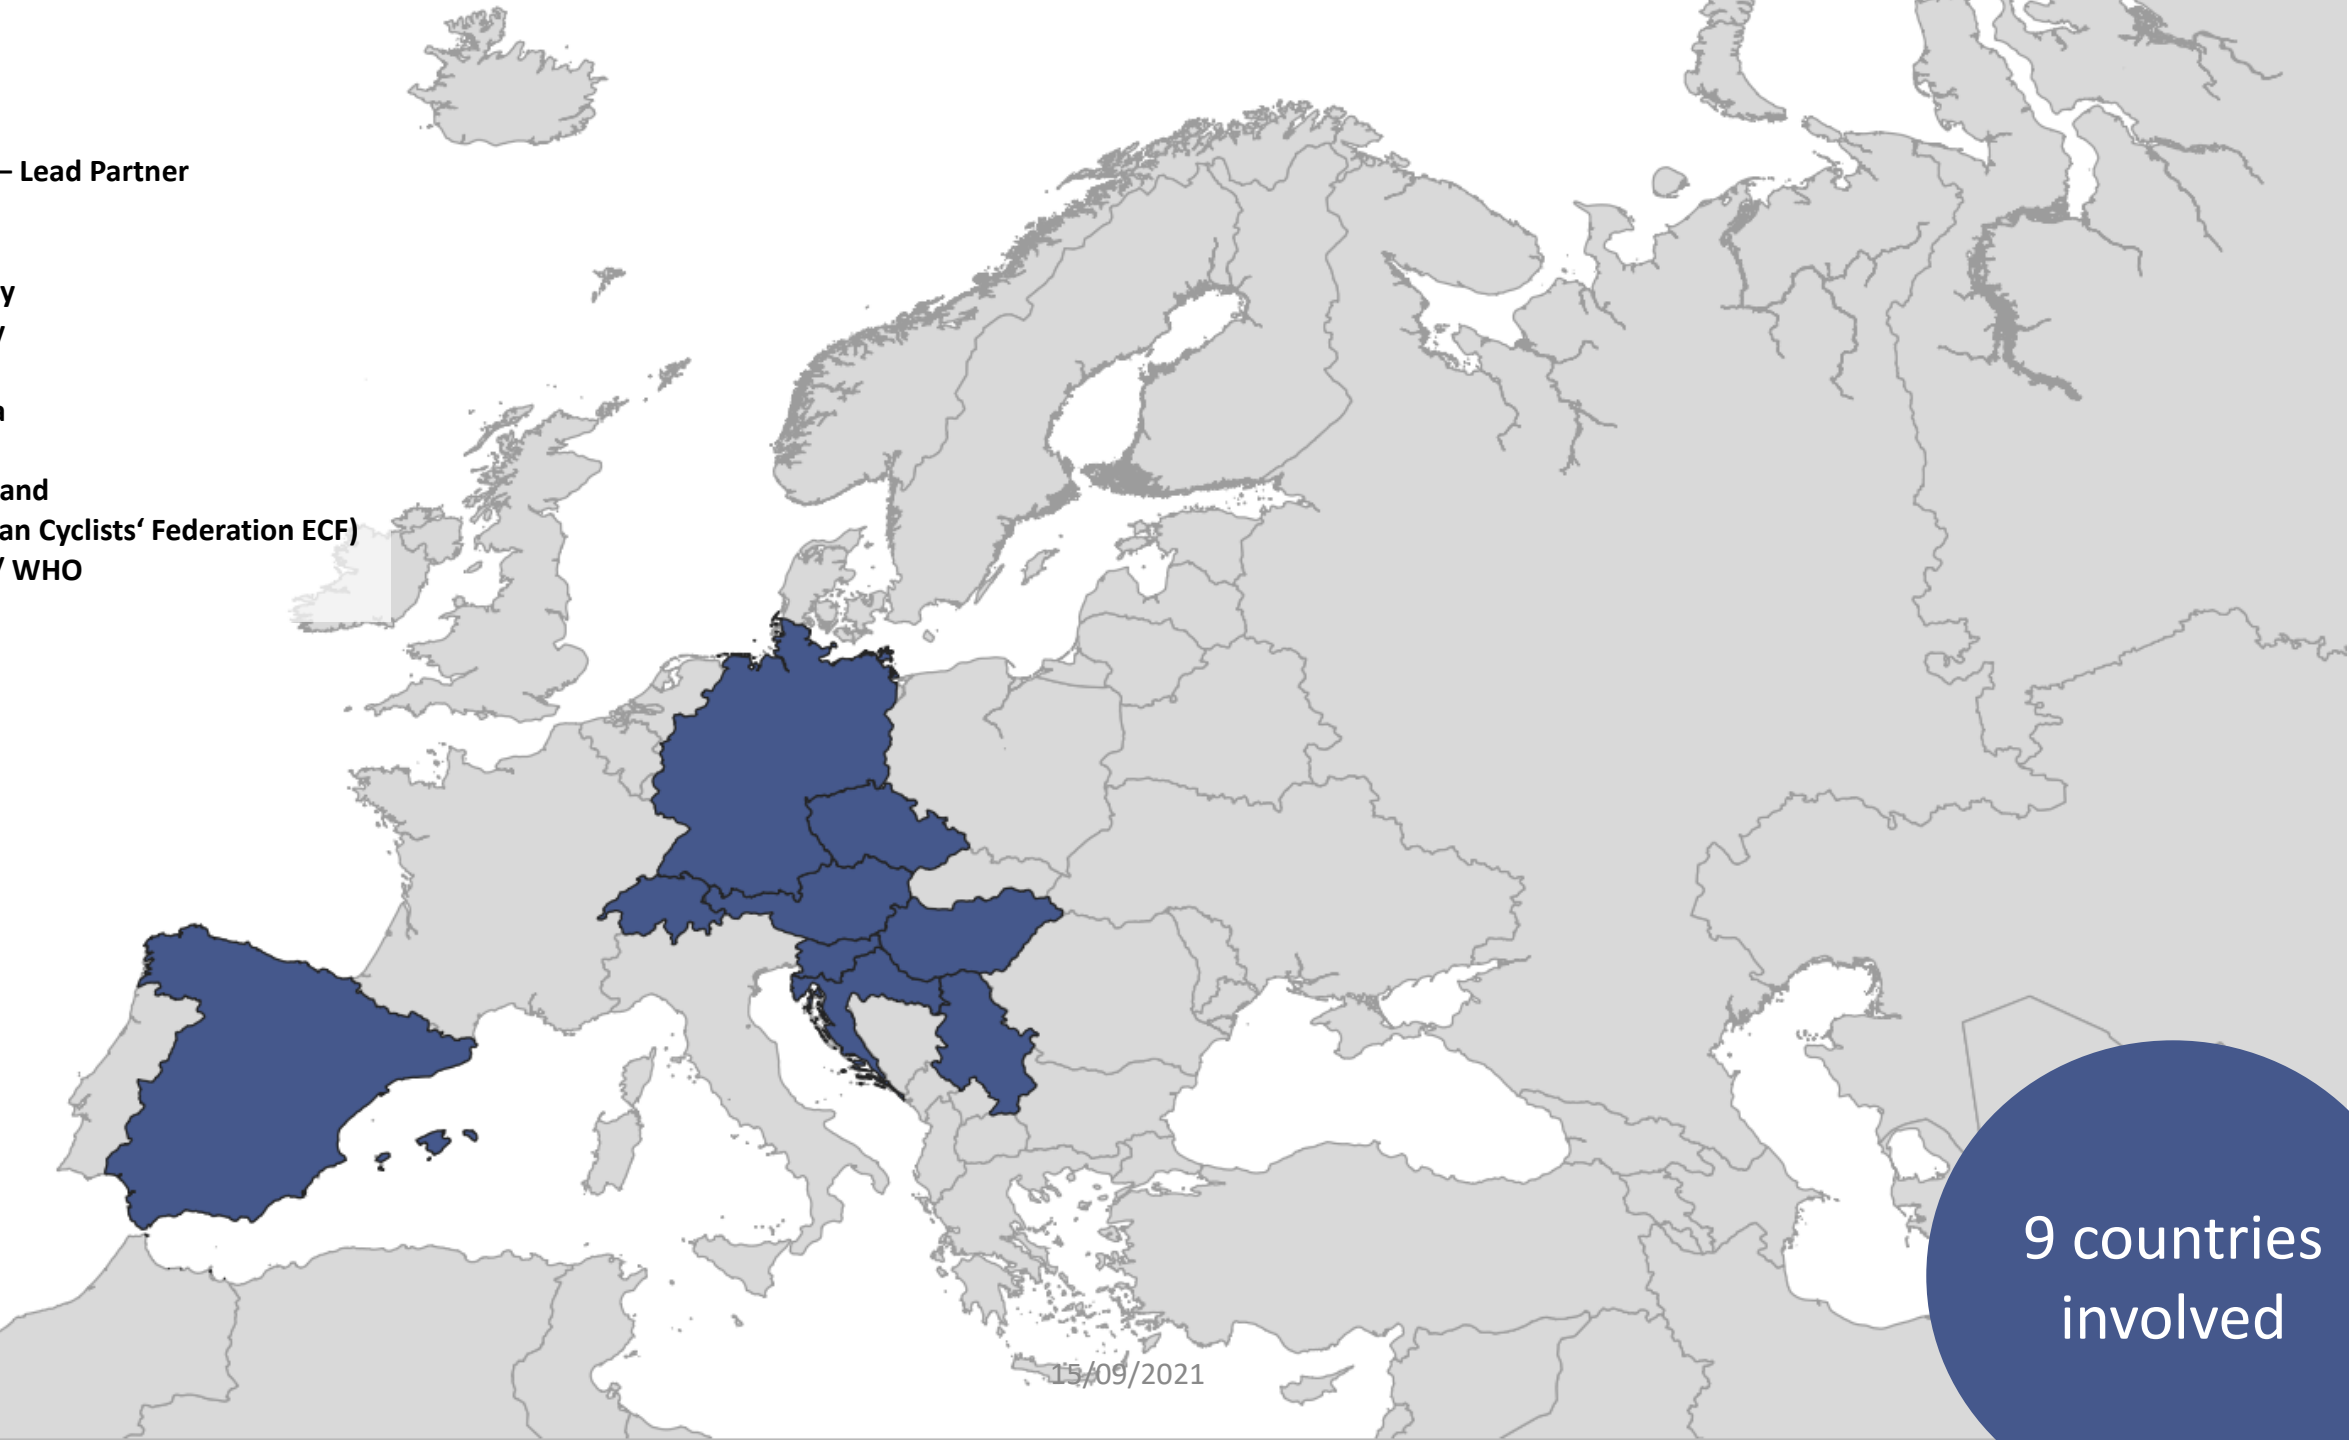 – Lead Partner
y
y
a
and
an Cyclists‘ Federation ECF)
/ WHO
9 countries
involved
15/09/2021